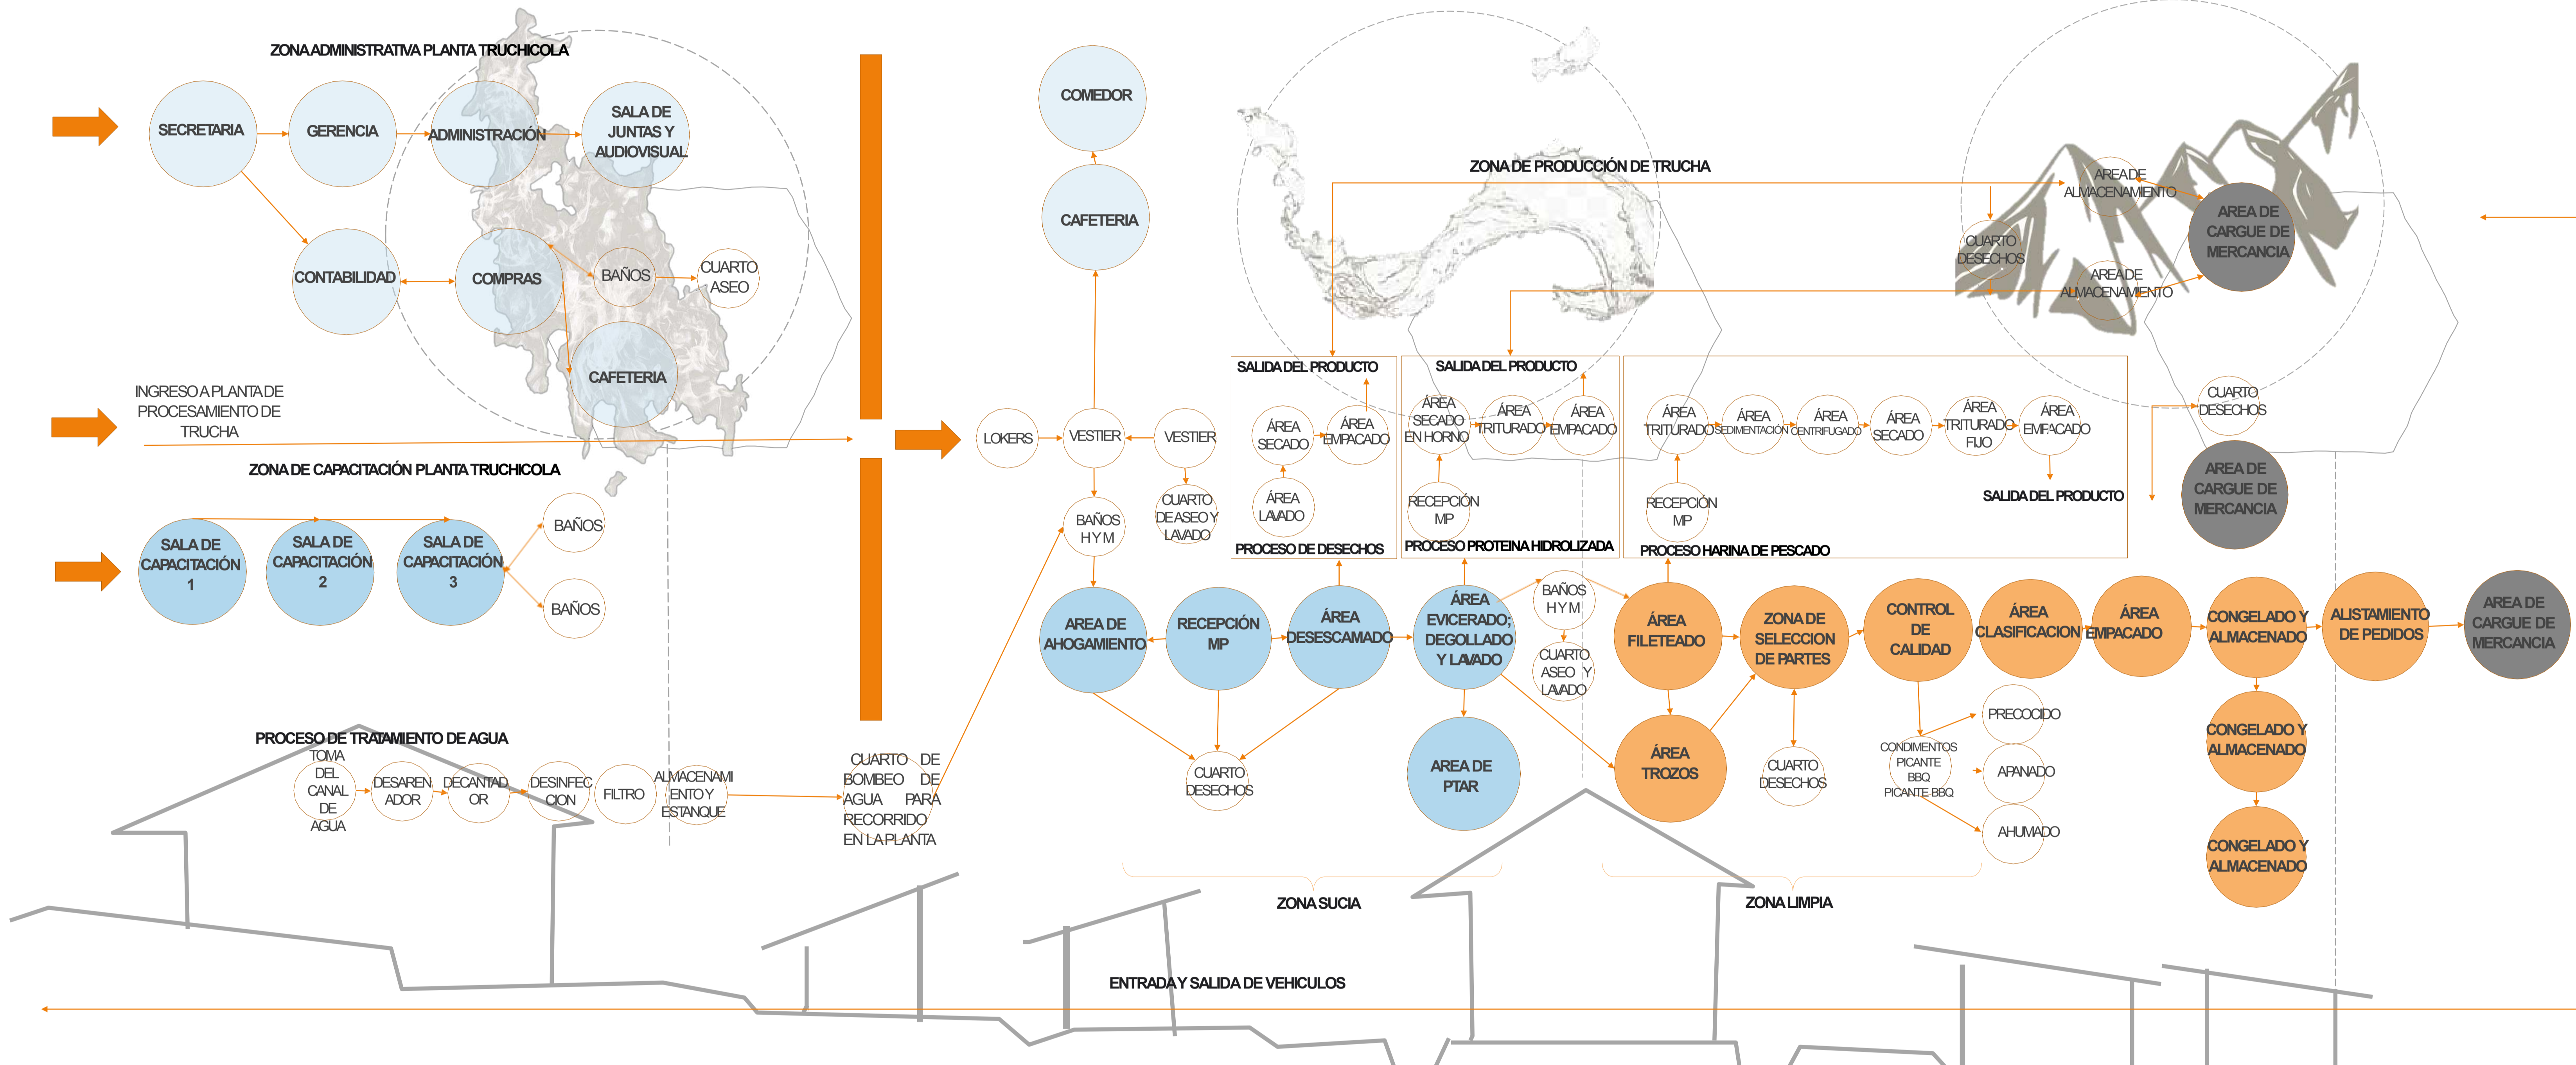 ZONA ADMINISTRATIVA PLANTA TRUCHICOLA
SECRETARIA
GERENCIA
ADMINISTRACIÓN
SALA DE
JUNTAS Y
AUDIOVISUAL
CONTABILIDAD
COMPRAS
BAÑOS
CUARTO
ASEO
CAFETERIA
INGRESO A PLANTA DE
PROCESAMIENTO DE
TRUCHA
ZONA DE CAPACITACIÓN PLANTA TRUCHICOLA
SALA DE
CAPACITACIÓN
1
SALA DE
CAPACITACIÓN
2
SALA DE
CAPACITACIÓN
3
BAÑOS
BAÑOS
PROCESO DE TRATAMIENTO DE AGUA
TOMA
DEL
CANAL
DE
AGUA
DESAREN
ADOR
DECANTAD
OR
DESINFEC
CION
FILTRO
ALMACENAMI
ENTO Y
ESTANQUE
CUARTO DE
BOMBEO DE
AGUA PARA
RECORRIDO
EN LA PLANTA
COMEDOR
CAFETERIA
LOKERS
VESTIER
VESTIER
BAÑOS
H Y M
CUARTO
DE ASEO Y
LAVADO
ZONA DE PRODUCCIÓN DE TRUCHA
AREA DE
ALMACENAMIENTO
CUARTO
DESECHOS
AREA DE
ALMACENAMIENTO
AREA DE
CARGUE DE
MERCANCIA
SALIDA DEL PRODUCTO
ÁREA
SECADO
ÁREA
EMPACADO
ÁREA
LAVADO
PROCESO DE DESECHOS
SALIDA DEL PRODUCTO
ÁREA
SECADO
EN HORNO
ÁREA
TRITURADO
ÁREA
EMPACADO
RECEPCIÓN
MP
PROCESO PROTEINA HIDROLIZADA
ÁREA
TRITURADO
ÁREA
SEDIMENTACIÓN
ÁREA
CENTRIFUGADO
ÁREA
SECADO
ÁREA
TRITURADO
FIJO
ÁREA
EMPACADO
RECEPCIÓN
MP
SALIDA DEL PRODUCTO
PROCESO HARINA DE PESCADO
CUARTO
DESECHOS
AREA DE
CARGUE DE
MERCANCIA
AREA DE
AHOGAMIENTO
RECEPCIÓN
MP
ÁREA
DESESCAMADO
ÁREA
EVICERADO;
DEGOLLADO
Y LAVADO
BAÑOS
H Y M
CUARTO
ASEO Y
LAVADO
ÁREA
FILETEADO
ZONA DE
SELECCION
DE PARTES
CONTROL
DE
CALIDAD
ÁREA
CLASIFICACION
ÁREA
EMPACADO
CONGELADO Y
ALMACENADO
ALISTAMIENTO
DE PEDIDOS
AREA DE
CARGUE DE
MERCANCIA
CUARTO
DESECHOS
AREA DE
PTAR
ÁREA
TROZOS
CUARTO
DESECHOS
CONDIMENTOS
PICANTE
BBQ
PICANTE BBQ
PRECOCIDO
APANADO
AHUMADO
CONGELADO Y
ALMACENADO
CONGELADO Y
ALMACENADO
ZONA SUCIA
ZONA LIMPIA
ENTRADA Y SALIDA DE VEHICULOS